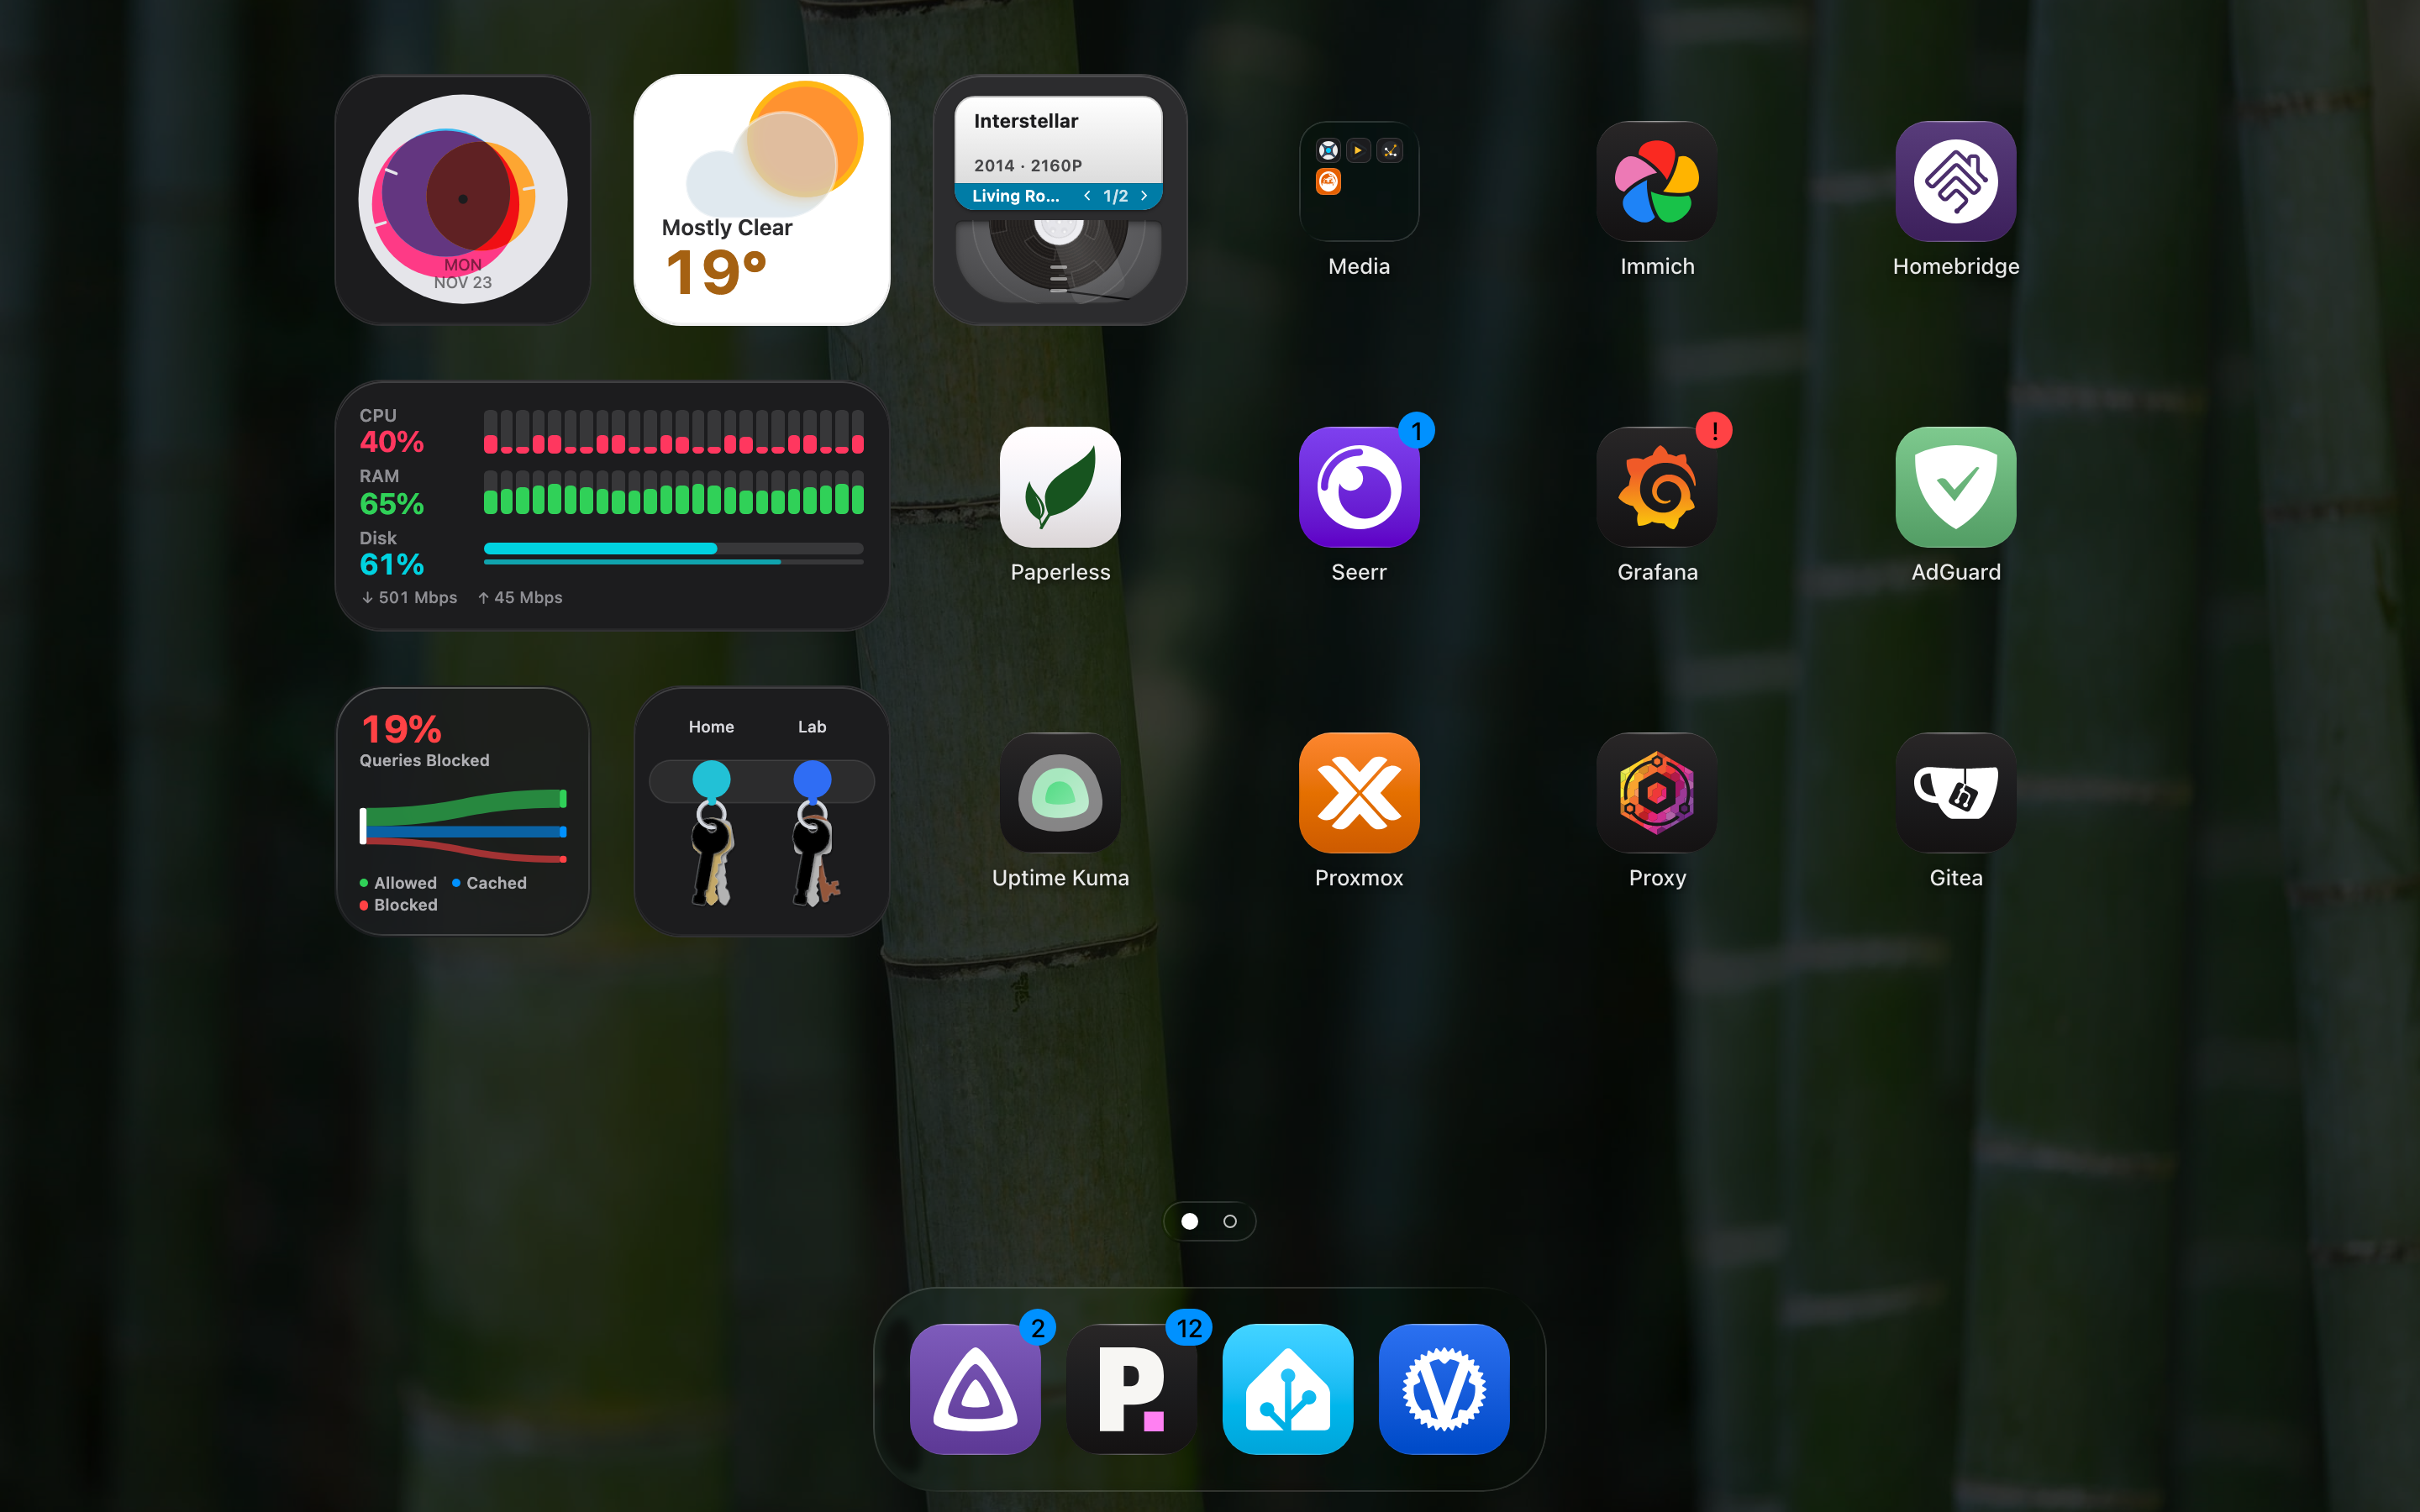 MON
NOV 23
Mostly Clear
19°
Interstellar
2014 · 2160P
Living Ro...
1/2
Media
Immich
Homebridge
CPU
40%
RAM
65%
Disk
61%
↓ 501 Mbps ↑ 45 Mbps
Paperless
1
Seerr
!
Grafana
AdGuard
19%
Queries Blocked
Allowed Cached
Blocked
Home Lab
Uptime Kuma
Proxmox
Proxy
Gitea
2
12
P.
V